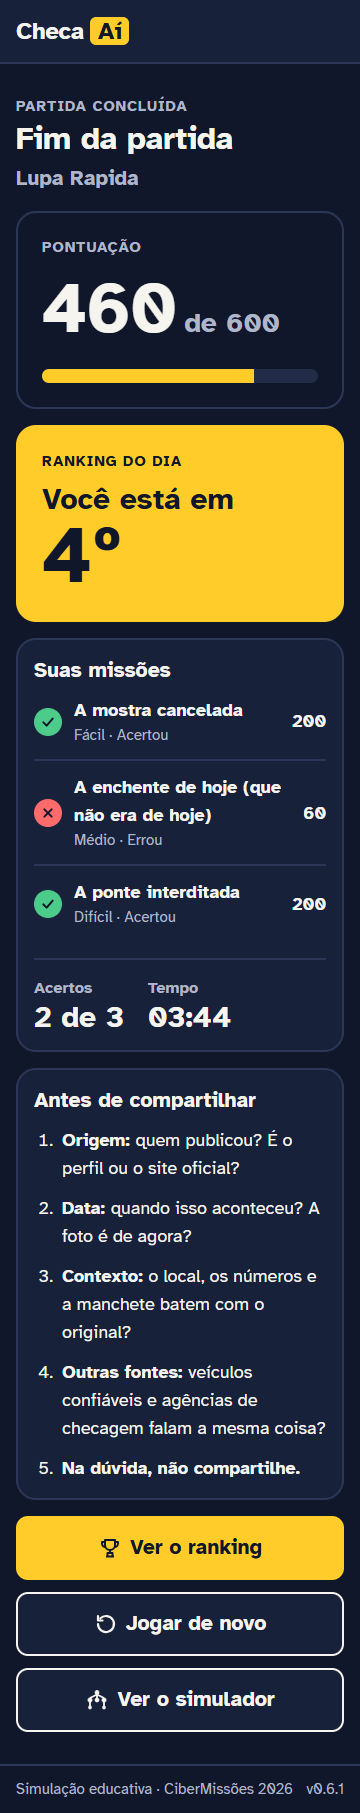 Checa Aí
PARTIDA CONCLUÍDA
Fim da partida
Lupa Rapida
PONTUAÇÃO
460 de 600
RANKING DO DIA
Você está em
4º
Suas missões
A mostra cancelada
Fácil · Acertou
200
A enchente de hoje (que
não era de hoje)
Médio · Errou
60
A ponte interditada
Difícil · Acertou
200
Acertos
2 de 3
Tempo
03:44
Antes de compartilhar
1. Origem: quem publicou? É o
perfil ou o site oficial?
2. Data: quando isso aconteceu? A
foto é de agora?
3. Contexto: o local, os números e
a manchete batem com o
original?
4. Outras fontes: veículos
confiáveis e agências de
checagem falam a mesma coisa?
5. Na dúvida, não compartilhe.
Ver o ranking
Jogar de novo
Ver o simulador
Simulação educativa · CiberMissões 2026 v0.6.1